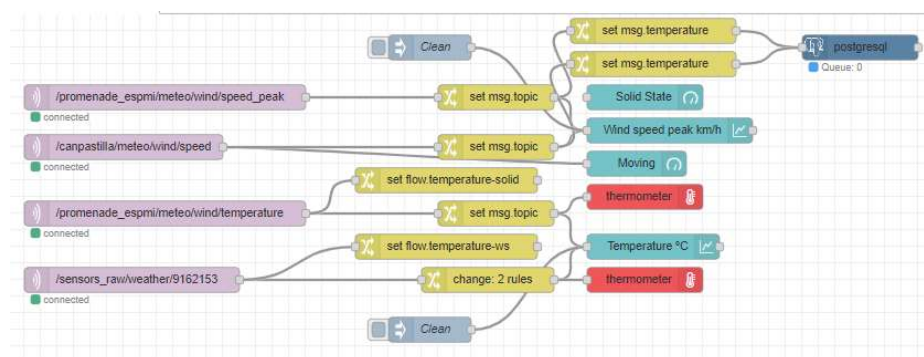 set msg.temperature
Clean
postgresql
set msg.temperature
Queue: 0
/promenade_espmi/meteo/wind/speed_peak
set msg.topic
Solid State
connected
Wind speed peak km/h
/canpastilla/meteo/wind/speed
set msg.topic
Moving
connected
set flow.temperature-solid
thermometer
/promenade_espmi/meteo/wind/temperature
set msg.topic
connected
set flow.temperature-ws
Temperature ºC
/sensors_raw/weather/9162153
change: 2 rules
thermometer
connected
Clean